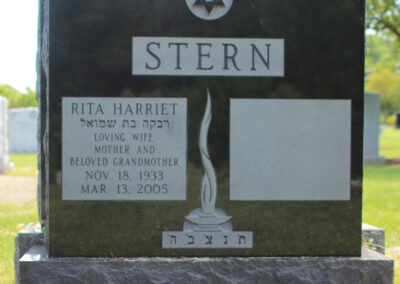 STERN
RITA HARRIET
רבקה בת שמואל
LOVING WIFE
MOTHER AND
BELOVED GRANDMOTHER
NOV. 18, 1933
MAR. 13, 2005
ת' נ' צ' ב' ה'